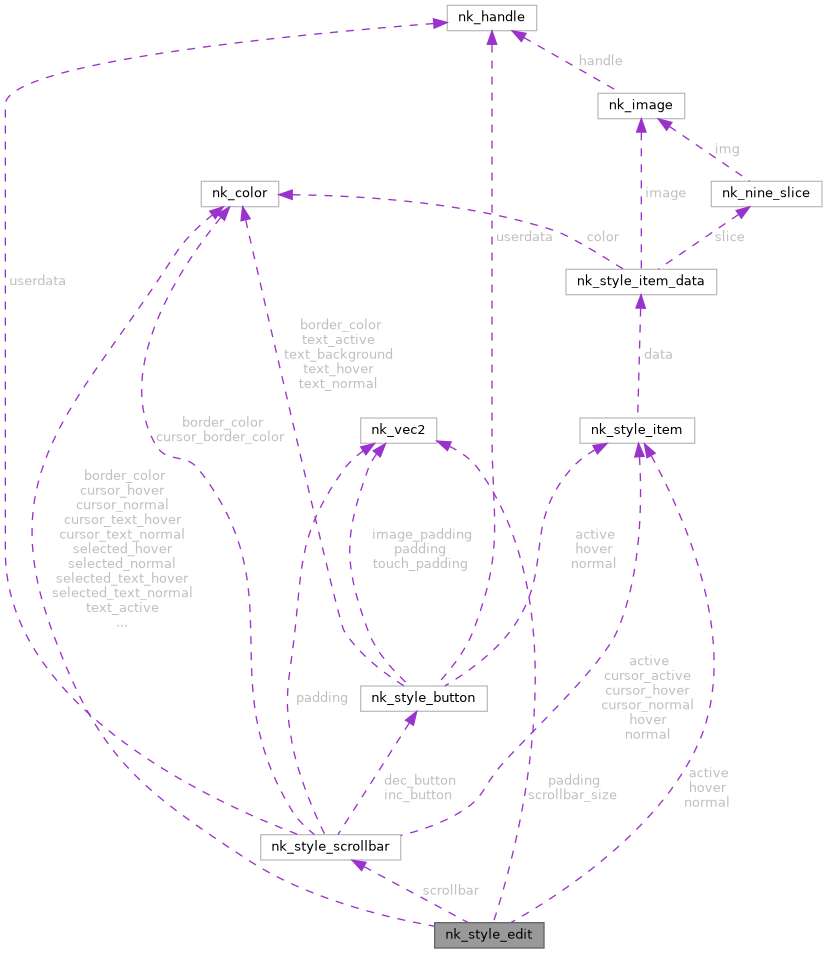 nk_handle
handle
nk_image
img
nk_color
image
nk_nine_slice
userdata
color
slice
userdata
nk_style_item_data
border_color
text_active
text_background
text_hover
text_normal
data
border_color
cursor_border_color
nk_vec2
nk_style_item
border_color
cursor_hover
cursor_normal
cursor_text_hover
cursor_text_normal
selected_hover
selected_normal
selected_text_hover
selected_text_normal
text_active
...
image_padding
padding
touch_padding
active
hover
normal
padding
nk_style_button
active
cursor_active
cursor_hover
cursor_normal
hover
normal
dec_button
inc_button
padding
scrollbar_size
active
hover
normal
nk_style_scrollbar
scrollbar
nk_style_edit